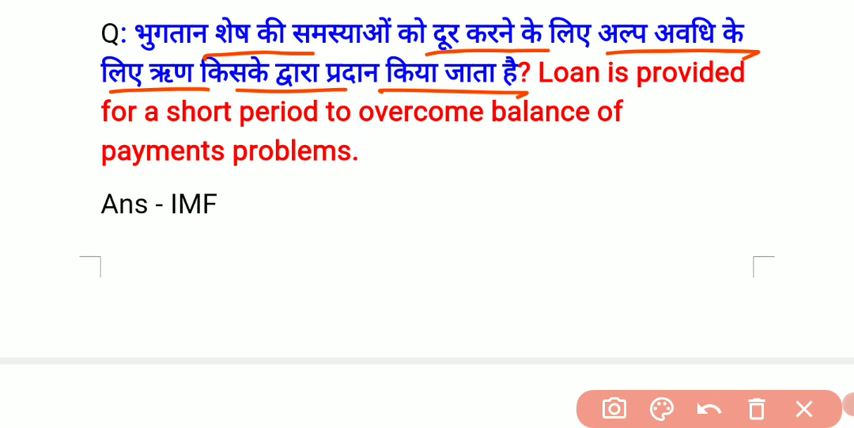 Q: भुगतान शेष की समस्याओं को दूर करने के लिए अल्प अवधि के
लिए ऋण किसके द्वारा प्रदान किया जाता है? Loan is provided
for a short period to overcome balance of
payments problems.
Ans - IMF